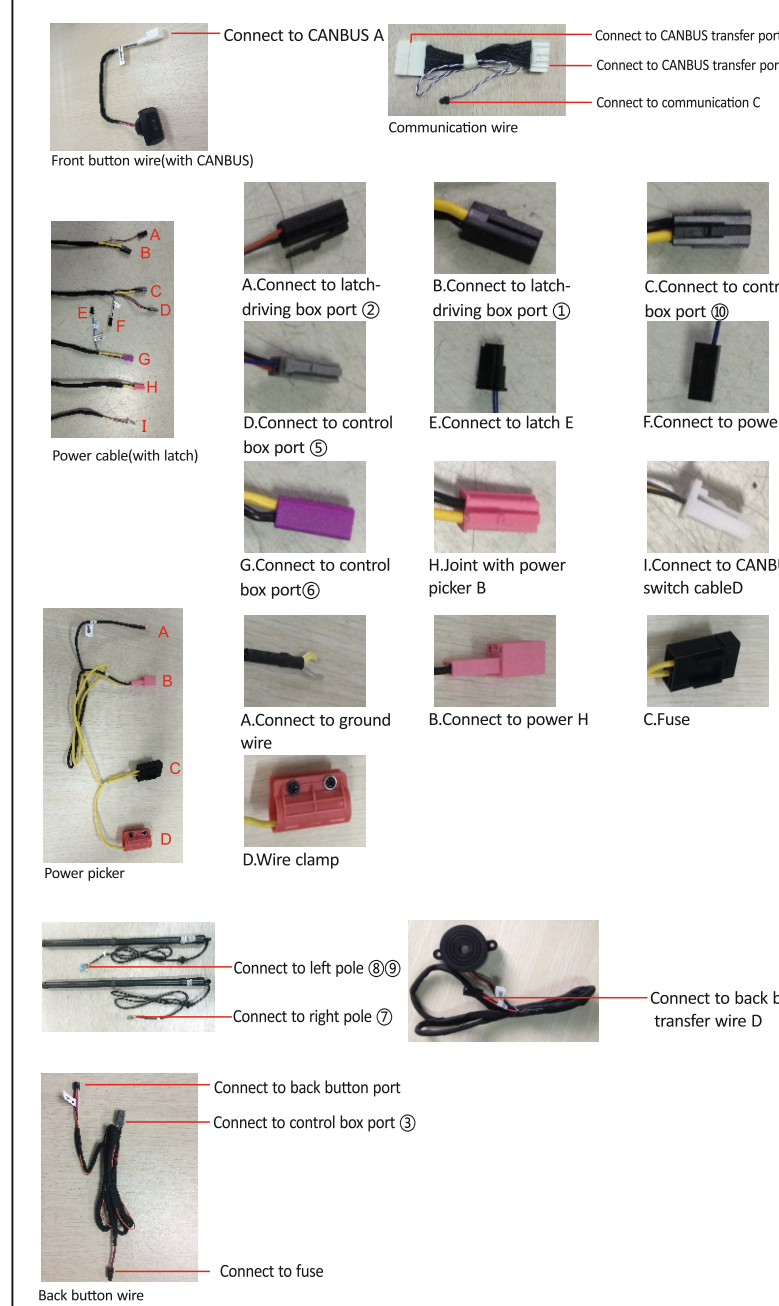 Connect to CANBUS A
Connect to CANBUS transfer port
Connect to CANBUS transfer por
Connect to communication C
Communication wire
Front button wire(with CANBUS)
A
B
C
D
E
F
G
H
I
Power cable(with latch)
A.Connect to latch-
driving box port ②
B.Connect to latch-
driving box port ①
C.Connect to contr
box port ⑩
D.Connect to control
box port ⑤
E.Connect to latch E
F.Connect to powe
G.Connect to control
box port⑥
H.Joint with power
picker B
I.Connect to CANBU
switch cableD
A
B
C
D
Power picker
A.Connect to ground
wire
B.Connect to power H
C.Fuse
D.Wire clamp
Connect to left pole ⑧⑨
Connect to right pole ⑦
Connect to back b
transfer wire D
Connect to back button port
Connect to control box port ③
Connect to fuse
Back button wire